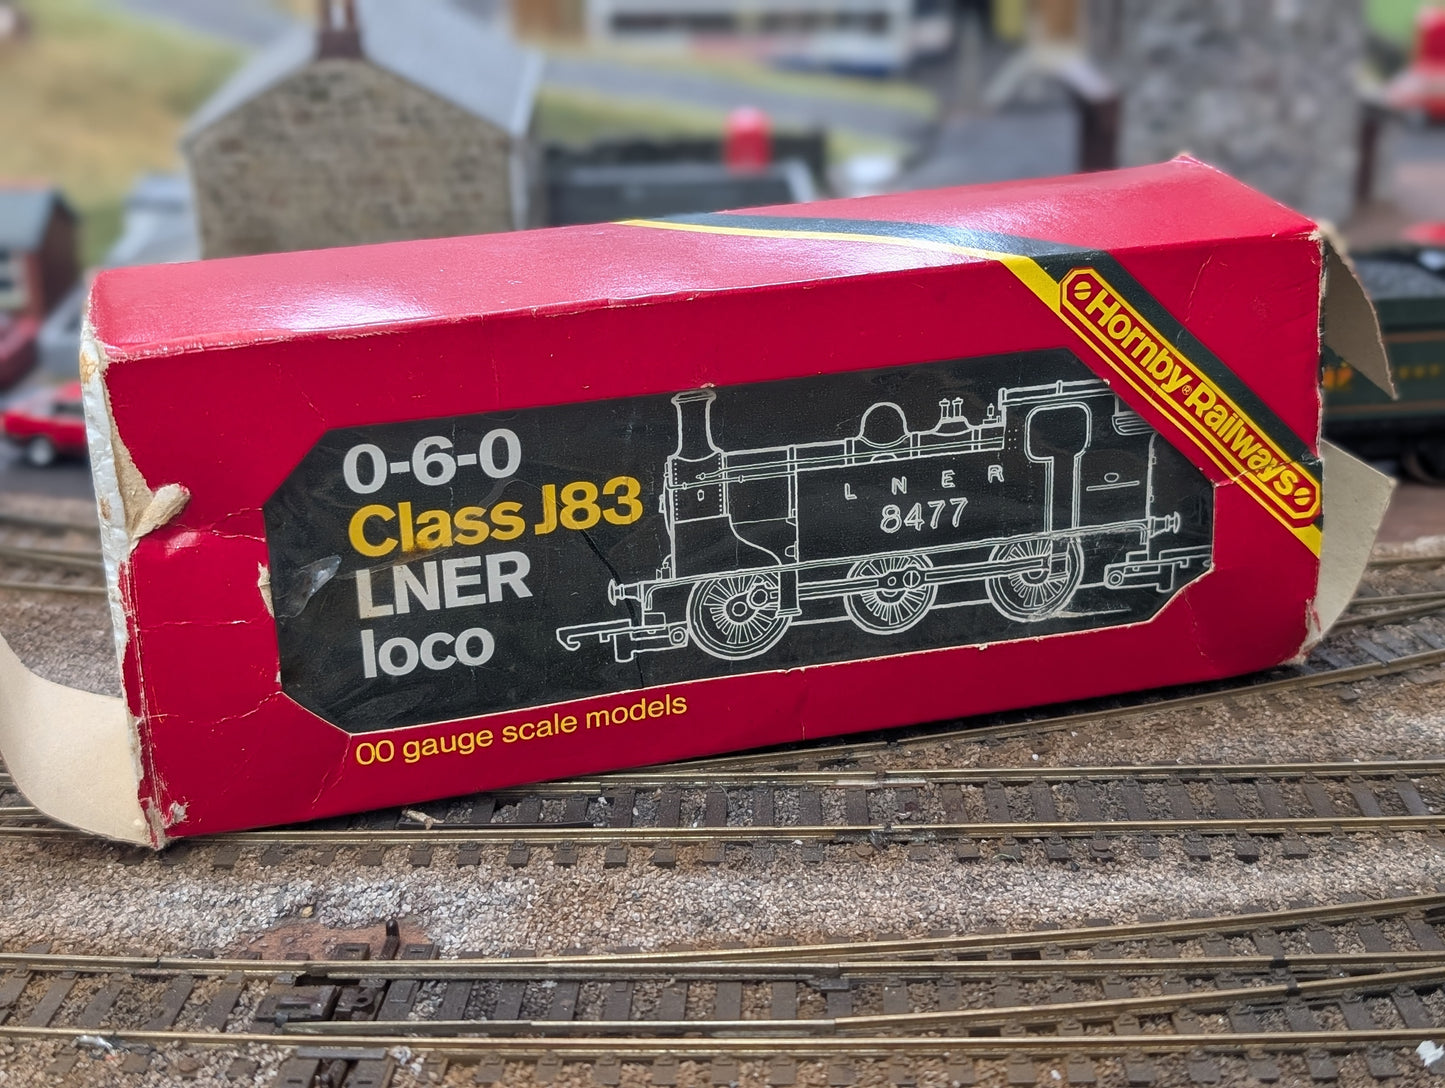 Hornby® Railways
0-6-0
Class J83
LNER
loco
L N E R
8477
00 gauge scale models